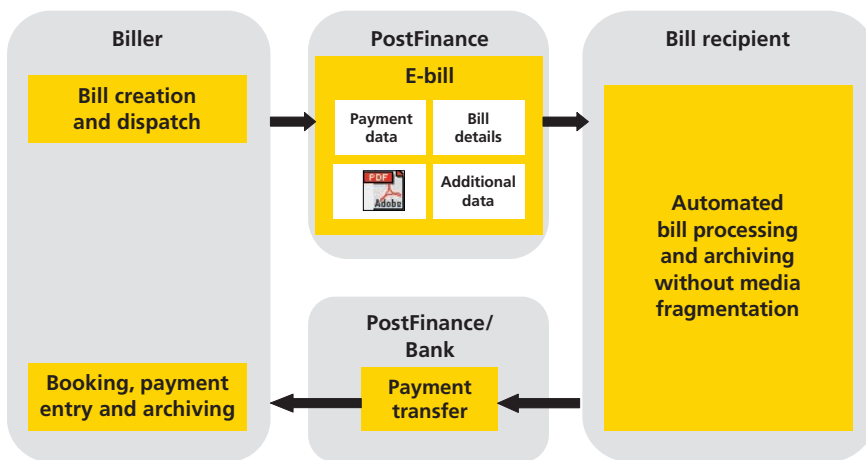 Biller
Bill creation
and dispatch
PostFinance
E-bill
Payment
data
Bill
details
PDF
Adobe
Additional
data
Bill recipient
Automated
bill processing
and archiving
without media
fragmentation
PostFinance/
Bank
Payment
transfer
Booking, payment
entry and archiving